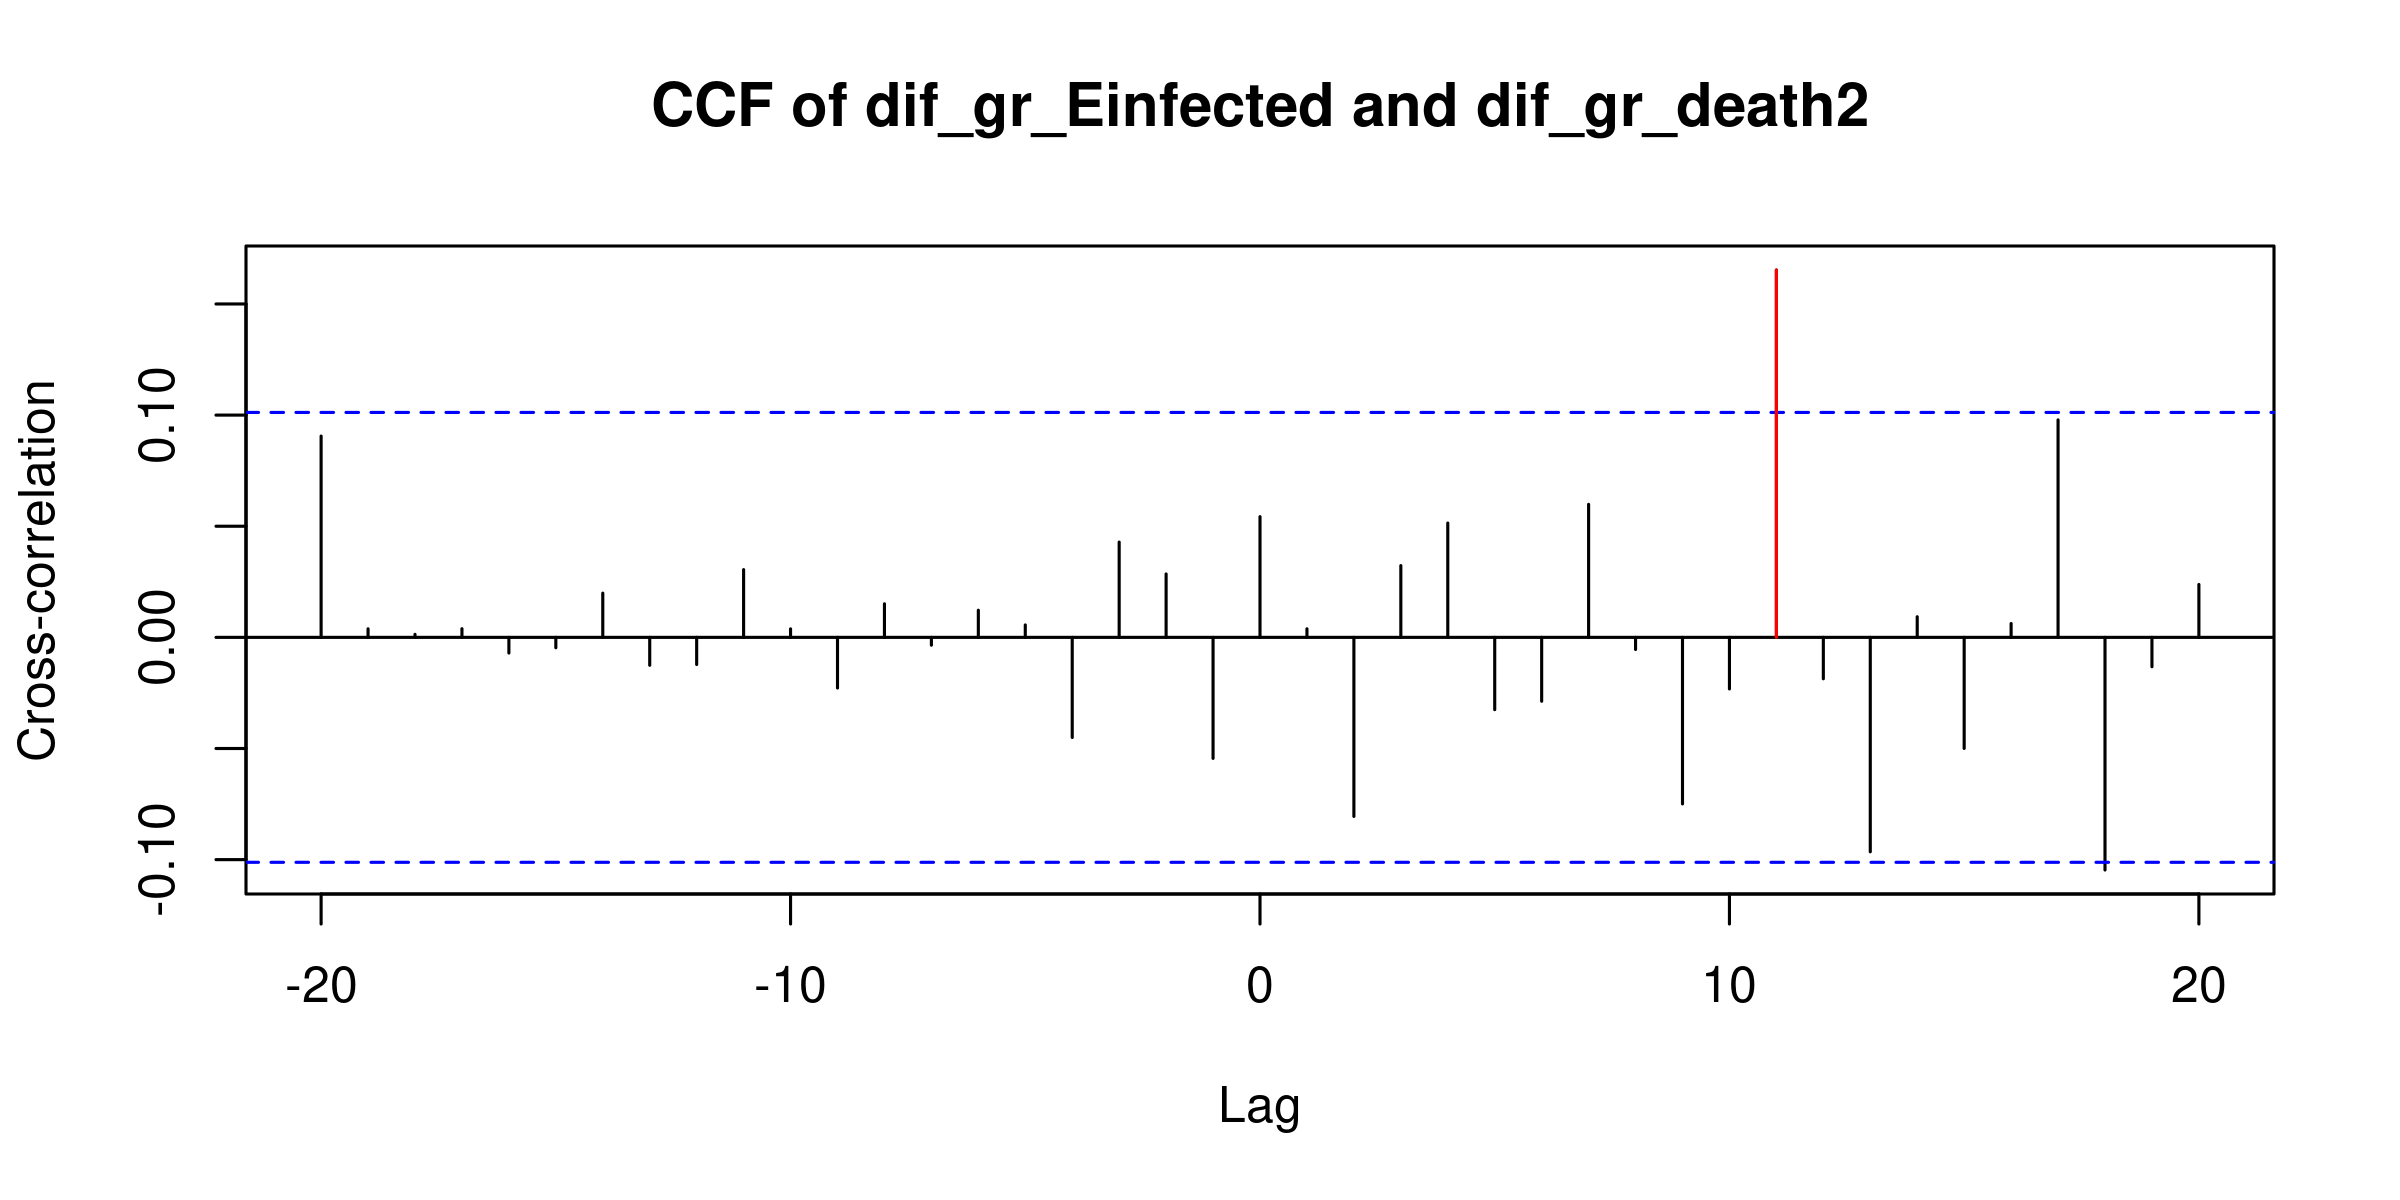 CCF of dif_gr_Einfected and dif_gr_death2
Cross-correlation
0.10
0.00
-0.10
-20 -10 0 10 20
Lag